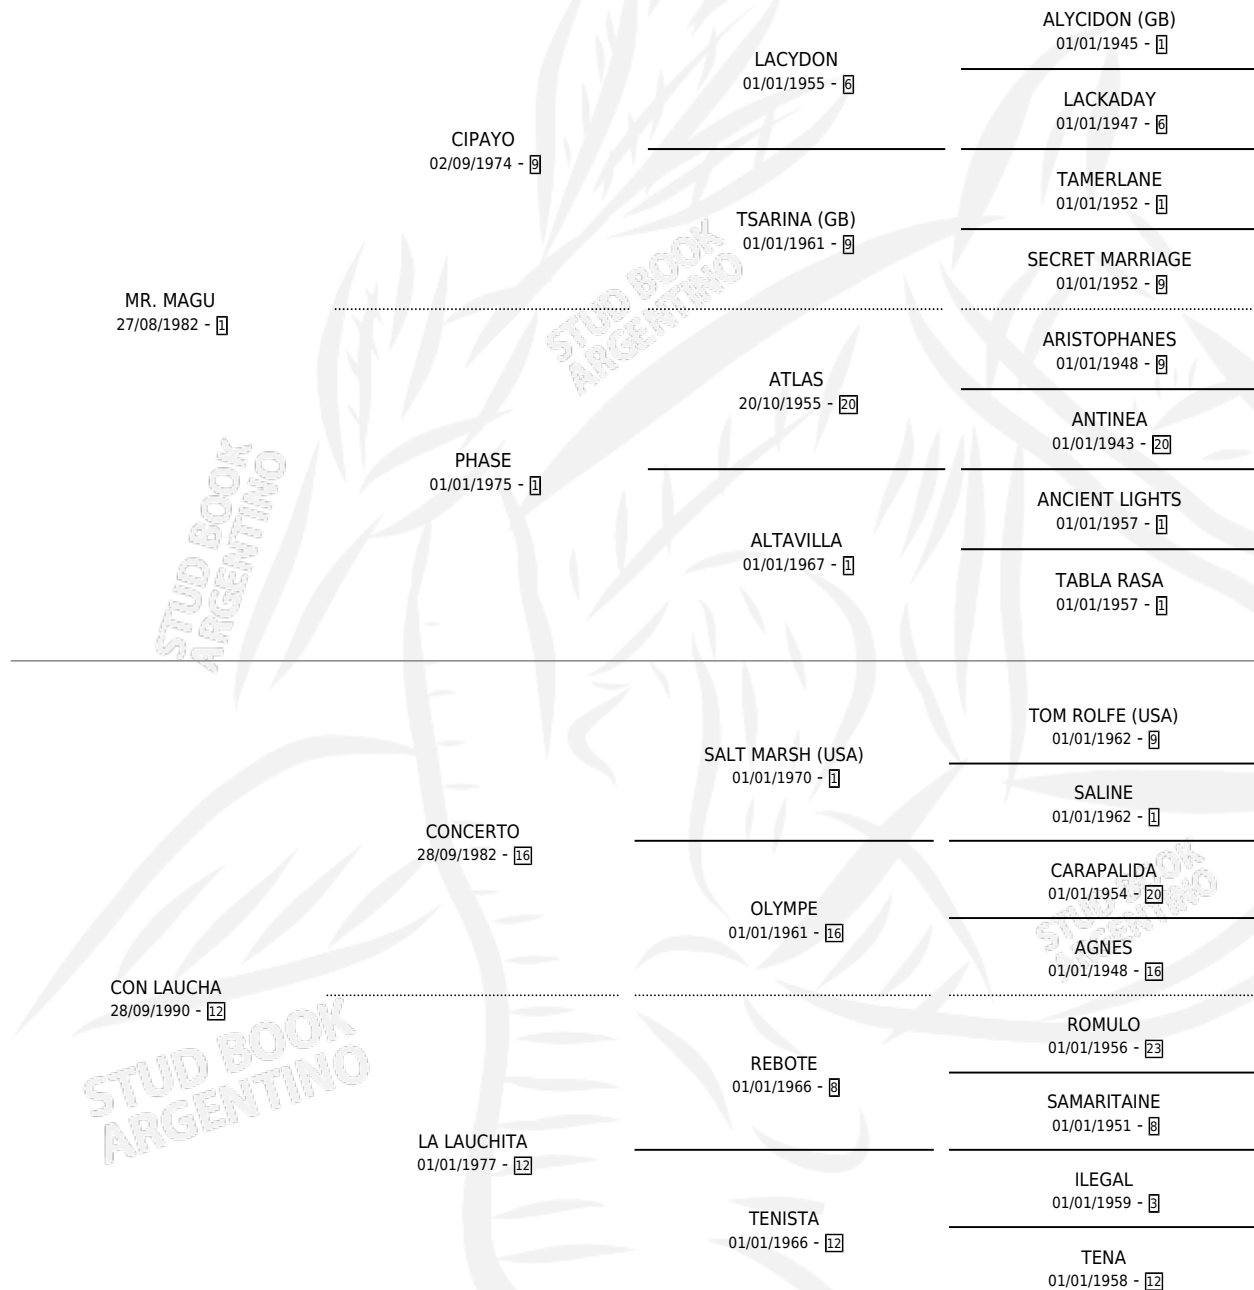 ALYCIDON (GB)
01/01/1945 - 1
LACYDON
01/01/1955 - 6
LACKADAY
01/01/1947 - 6
CIPAYO
02/09/1974 - 9
TAMERLANE
01/01/1952 - 1
TSARINA (GB)
01/01/1961 - 9
SECRET MARRIAGE
01/01/1952 - 9
MR. MAGU
27/08/1982 - 1
ARISTOPHANES
01/01/1948 - 9
ATLAS
20/10/1955 - 20
ANTINEA
01/01/1943 - 20
PHASE
01/01/1975 - 1
ANCIENT LIGHTS
01/01/1957 - 1
ALTAVILLA
01/01/1967 - 1
TABLA RASA
01/01/1957 - 1
TOM ROLFE (USA)
01/01/1962 - 9
SALT MARSH (USA)
01/01/1970 - 1
SALINE
01/01/1962 - 1
CONCERTO
28/09/1982 - 16
CARAPALIDA
01/01/1954 - 20
OLYMPE
01/01/1961 - 16
AGNES
01/01/1948 - 16
CON LAUCHA
28/09/1990 - 12
ROMULO
01/01/1956 - 23
REBOTE
01/01/1966 - 8
SAMARITAINE
01/01/1951 - 8
LA LAUCHITA
01/01/1977 - 12
ILEGAL
01/01/1959 - 3
TENISTA
01/01/1966 - 12
TENA
01/01/1958 - 12
STUD BOOK
ARGENTINO
STUD BOOK
ARGENTINO
STUD BOOK
ARGENTINO
STUD BOOK
ARGENTINO